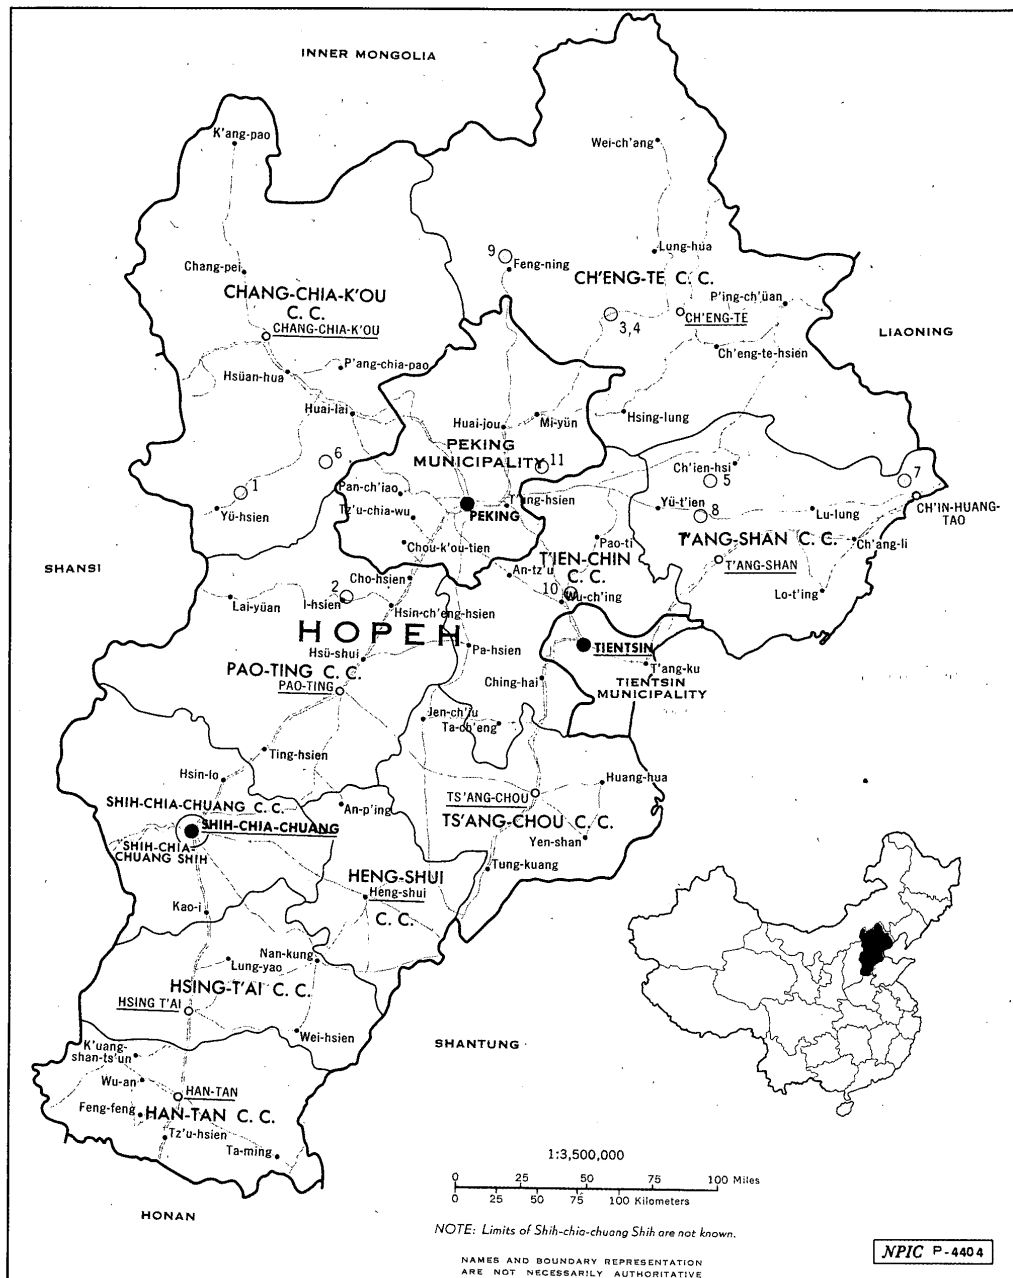 INNER MONGOLIA
K'ang-pao
Wei-ch'ang
Lung-hua
9
Feng-ning
Chang-pei
CH'ENG-TE C. C.
CHANG-CHIA-K'OU
C. C.
P'ing-ch'üan
3,4
CH'ENG-TE
LIAONING
CHANG-CHIA-K'OU
Ch'eng-te-hsien
P'ang-chia-pao
Hsüan-hua
Huai-lai
Mi-yün
Hsing-lung
Huai-jou
PEKING
MUNICIPALITY
6
11
Ch'ien-hsi
7
5
1
Pan-ch'iao
Yü-hsien
Tz'u-chia-wu
PEKING
T'ung-hsien
Yü-t'ien
8
Lu-lung
CH'IN-HUANG-
TAO
Chou-k'ou-tien
Pao-ti
T'ANG-SHAN C. C.
Ch'ang-li
T'IEN-CHIN
C. C.
T'ANG-SHAN
SHANSI
Cho-hsien
An-tz'u
10
Wu-ch'ing
Lo-t'ing
2
I-hsien
Lai-yüan
Hsin-ch'eng-hsien
HOPEH
Hsü-shui
Pa-hsien
TIENTSIN
T'ang-ku
PAO-TING C. C.
PAO-TING
Ching-hai
TIENTSIN
MUNICIPALITY
Jen-ch'iu
Ta-ch'eng
Ting-hsien
Hsin-lo
Huang-hua
SHIH-CHIA-CHUANG C. C.
An-p'ing
TS'ANG-CHOU
SHIH-CHIA-CHUANG
TS'ANG-CHOU C. C.
SHIH-CHIA-
CHUANG SHIH
Yen-shan
Tung-kuang
HENG-SHUI
Heng-shui
C. C.
Kao-i
Nan-kung
Lung-yao
HSING-T'AI C. C.
HSING T'AI
Wei-hsien
SHANTUNG
K'uang-
shan-ts'un
Wu-an
HAN-TAN
Feng-feng
HAN-TAN C. C.
Tz'u-hsien
Ta-ming
HONAN
1:3,500,000
0 25 50 75 100 Miles
0 25 50 75 100 Kilometers
NOTE: Limits of Shih-chia-chuang Shih are not known.
NAMES AND BOUNDARY REPRESENTATION
ARE NOT NECESSARILY AUTHORITATIVE
NPIC P-4404